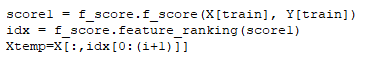 score1 = f_score.f_score(X[train], Y[train])
idx = f_score.feature_ranking(score1)
Xtemp=X[:,idx[0:(i+1)]]